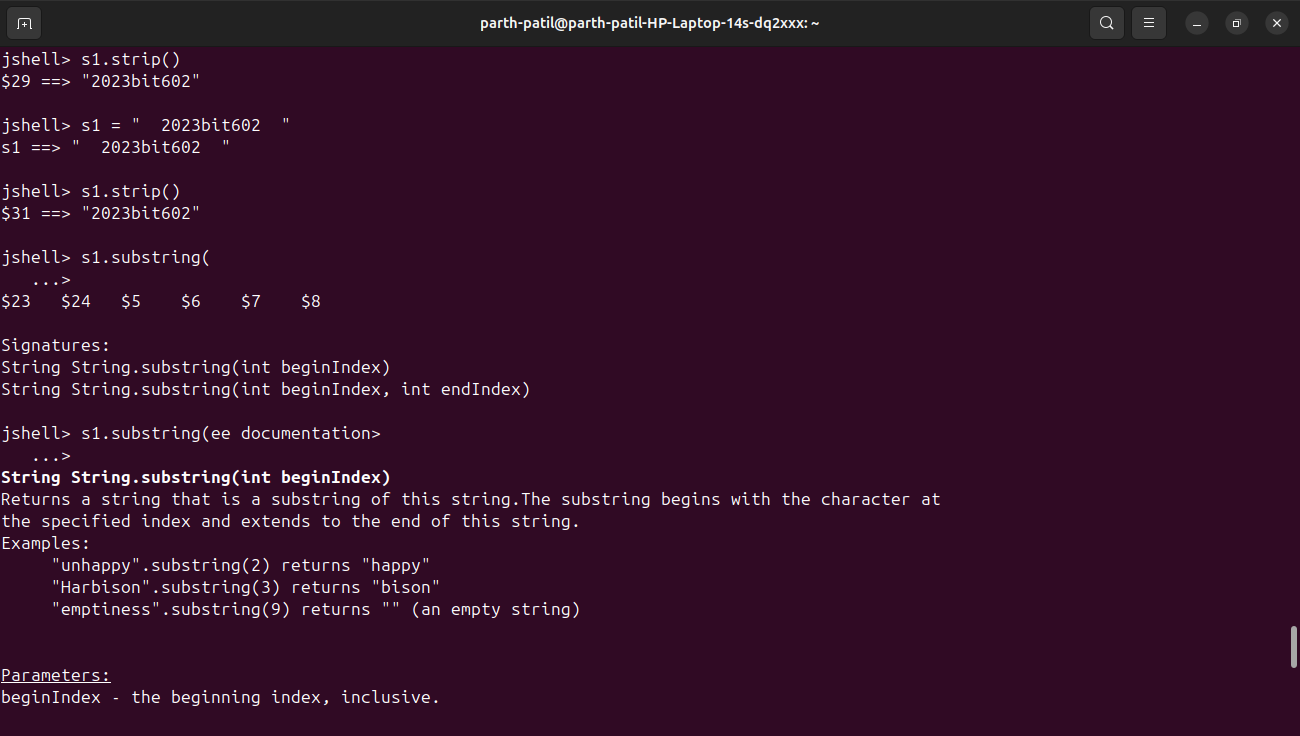 parth-patil@parth-patil-HP-Laptop-14s-dq2xxx: ~
jshell> s1.strip()
$29 ==> "2023bit602"
jshell> s1 = "  2023bit602  "
s1 ==> "  2023bit602  "
jshell> s1.strip()
$31 ==> "2023bit602"
jshell> s1.substring(
   ...>
$23   $24   $5    $6    $7    $8
Signatures:
String String.substring(int beginIndex)
String String.substring(int beginIndex, int endIndex)
jshell> s1.substring(ee documentation>
   ...>
String String.substring(int beginIndex)
Returns a string that is a substring of this string.The substring begins with the character at
the specified index and extends to the end of this string.
Examples:
     "unhappy".substring(2) returns "happy"
     "Harbison".substring(3) returns "bison"
     "emptiness".substring(9) returns "" (an empty string)
Parameters:
beginIndex - the beginning index, inclusive.